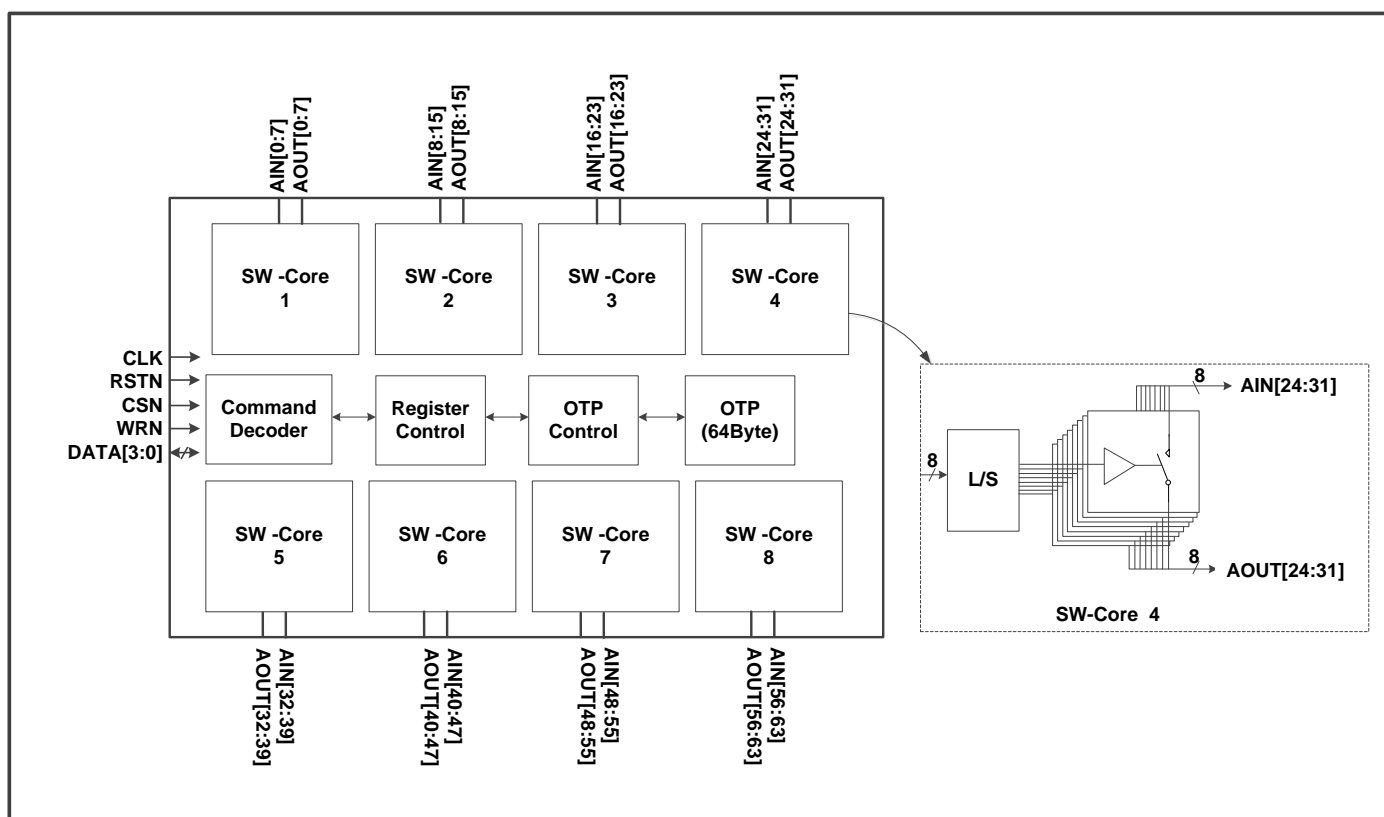 AIN[0:7]
AOUT[0:7]
AIN[8:15]
AOUT[8:15]
AIN[16:23]
AOUT[16:23]
AIN[24:31]
AOUT[24:31]
SW -Core
1
SW -Core
2
SW -Core
3
SW -Core
4
CLK
RSTN
CSN
WRN
DATA[3:0]
Command
Decoder
Register
Control
OTP
Control
OTP
(64Byte)
SW -Core
5
SW -Core
6
SW -Core
7
SW -Core
8
AOUT[32:39]
AIN[32:39]
AOUT[40:47]
AIN[40:47]
AOUT[48:55]
AIN[48:55]
AOUT[56:63]
AIN[56:63]
8
L/S
8
AIN[24:31]
8
AOUT[24:31]
SW-Core 4